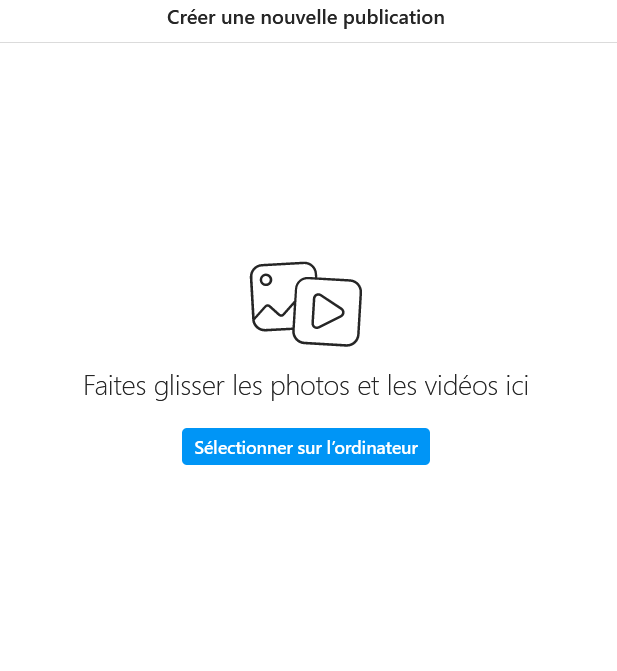 Créer une nouvelle publication
Faites glisser les photos et les vidéos ici
Sélectionner sur l’ordinateur